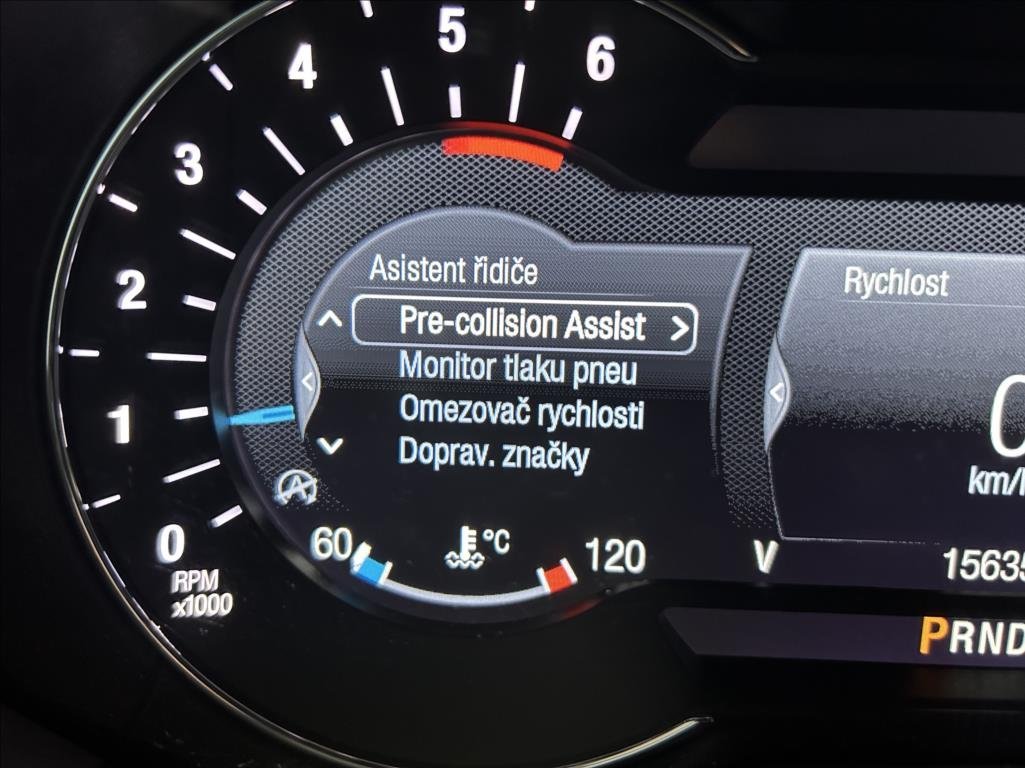 6
5
4
3
2
1
0
RPM
x1000
Asistent řidiče
Pre-collision Assist >
Monitor tlaku pneu
Omezovač rychlosti
Doprav. značky
A
60
°C
120
Rychlost
0
V
PRND